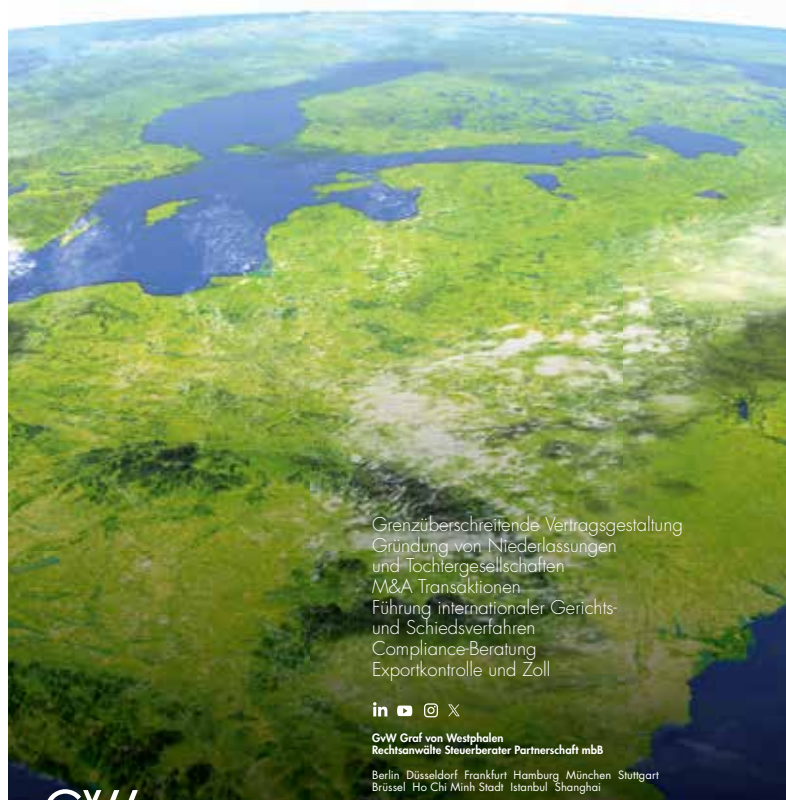 Grenzüberschreitende Vertragsgestaltung
Gründung von Niederlassungen
und Tochtergesellschaften
M&A Transaktionen
Führung internationaler Gerichts-
und Schiedsverfahren
Compliance-Beratung
Exportkontrolle und Zoll
in
X
GvW Graf von Westphalen
Rechtsanwälte Steuerberater Partnerschaft mbB
Berlin Düsseldorf Frankfurt Hamburg München Stuttgart
Brüssel Ho Chi Minh Stadt Istanbul Shanghai
GvW